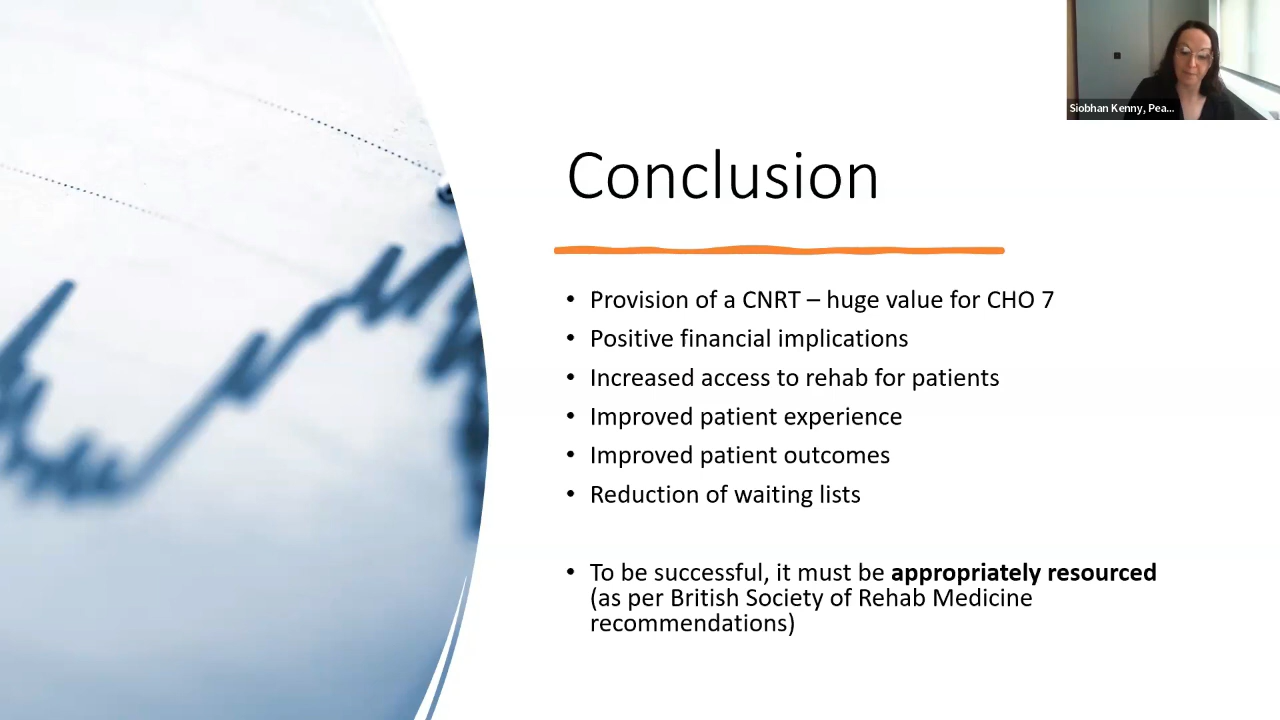 Siobhan Kenny, Pea...
Conclusion
• Provision of a CNRT – huge value for CHO 7
• Positive financial implications
• Increased access to rehab for patients
• Improved patient experience
• Improved patient outcomes
• Reduction of waiting lists
• To be successful, it must be appropriately resourced
(as per British Society of Rehab Medicine
recommendations)